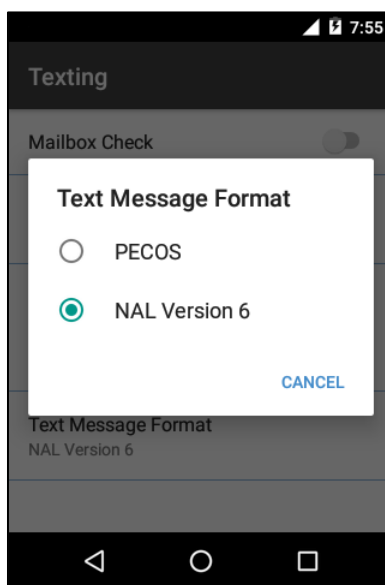 7:55
Texting
Mailbox Check
Text Message Format
PECOS
NAL Version 6
CANCEL
Text Message Format
NAL Version 6